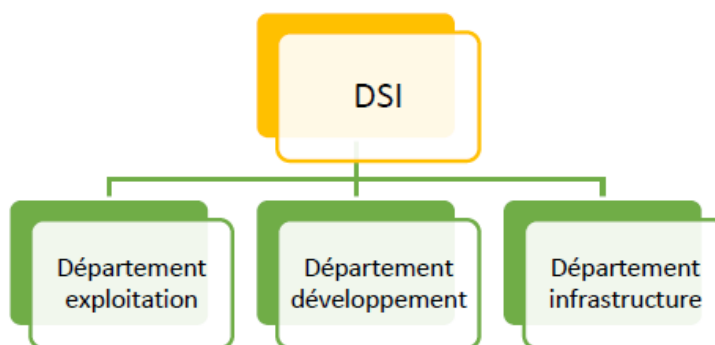 DSI
Département
exploitation
Département
développement
Département
infrastructure